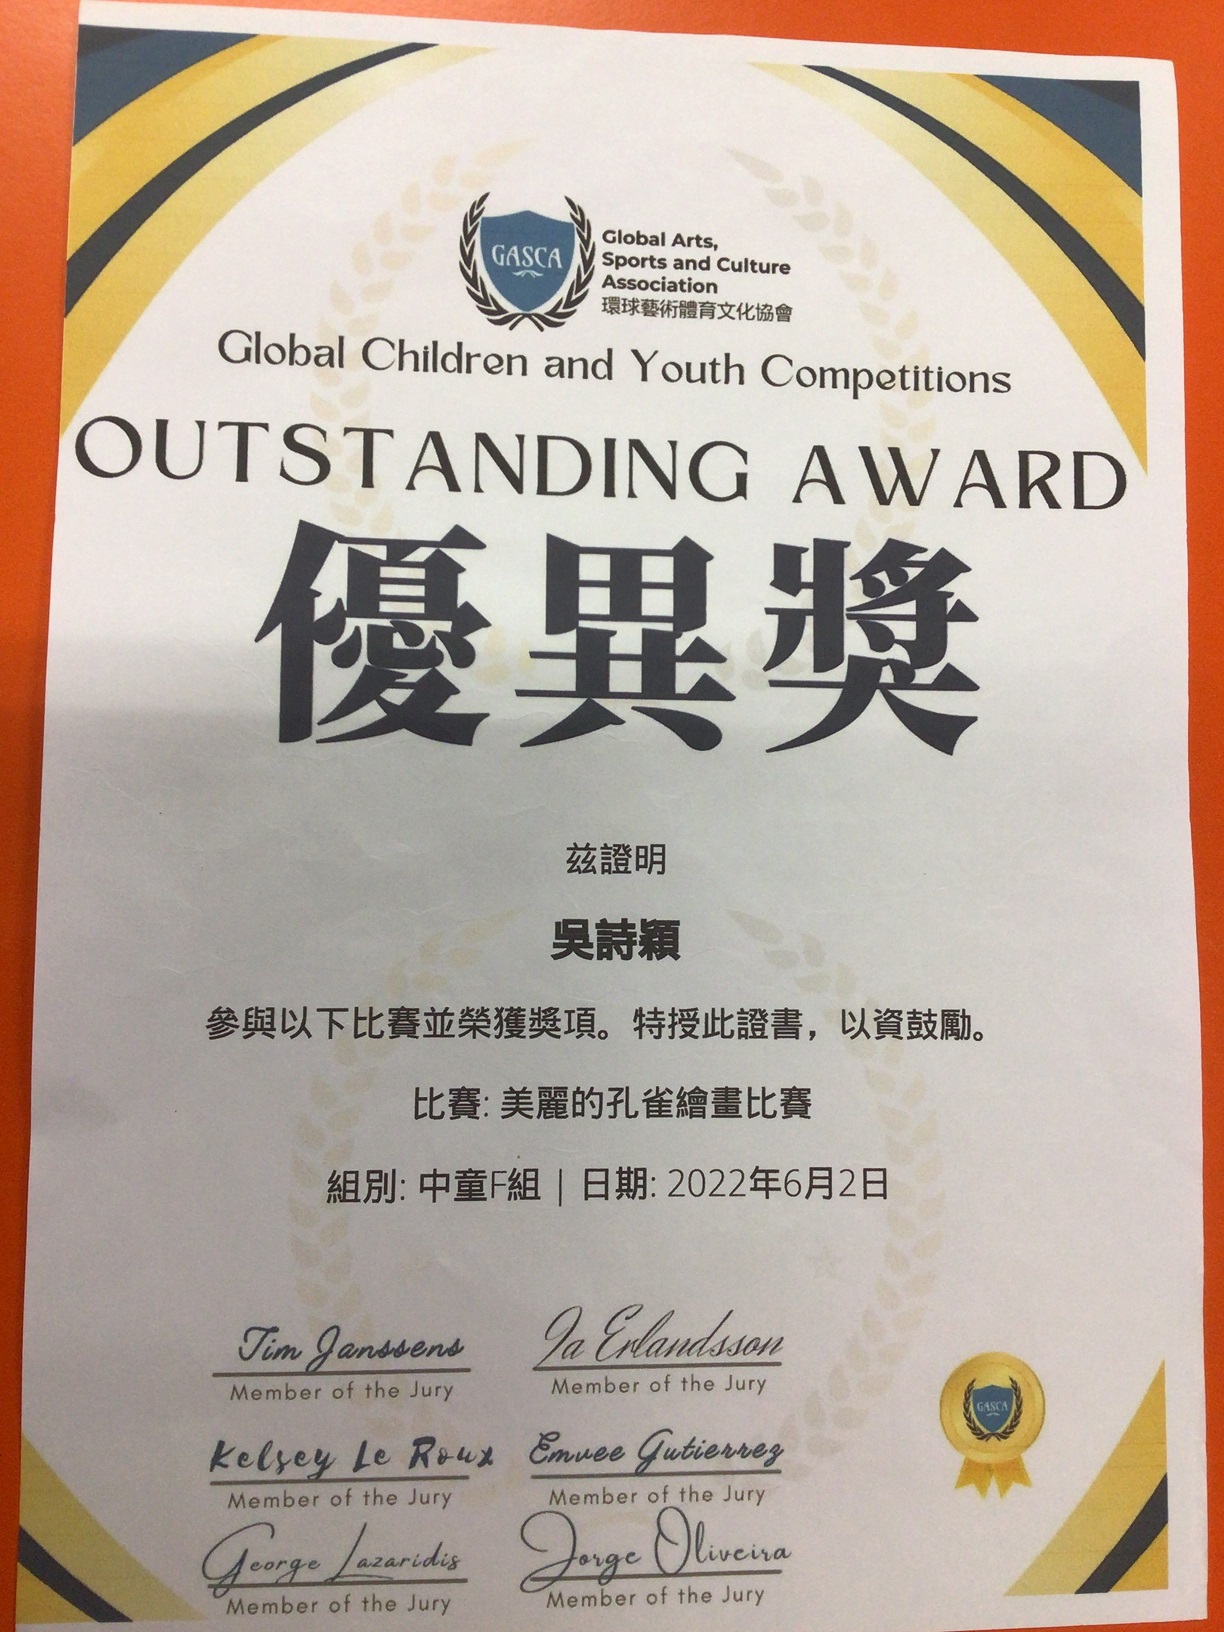 GASCA
Global Arts,
Sports and Culture
Association
環球藝術體育文化協會
Global Children and Youth Competitions
OUTSTANDING AWARD
優異獎
茲證明
吳詩穎
參與以下比賽並榮獲獎項。特授此證書，以資鼓勵。
比賽: 美麗的孔雀繪畫比賽
組別: 中童F組 | 日期: 2022年6月2日
Tim Janssens
Member of the Jury
Ia Erlandsson
Member of the Jury
Kelsey Le Roux
Member of the Jury
Emvee Gutierrez
Member of the Jury
George Lazaridis
Member of the Jury
Jorge Oliveira
Member of the Jury
GASCA